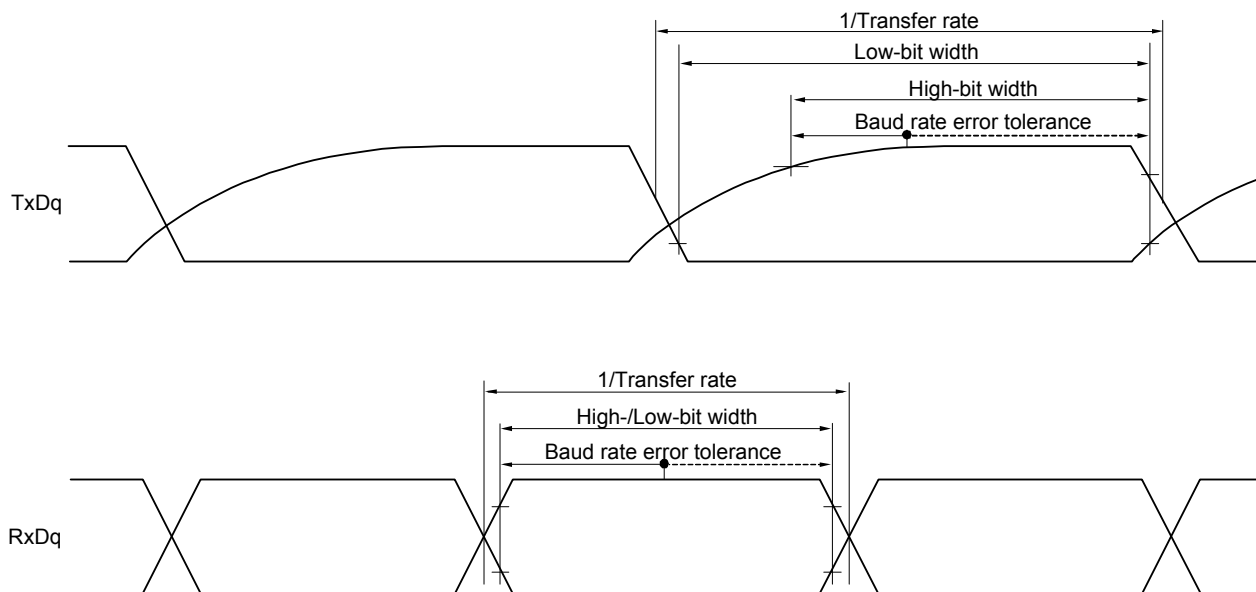 1/Transfer rate
Low-bit width
High-bit width
Baud rate error tolerance
TxDq
1/Transfer rate
High-/Low-bit width
Baud rate error tolerance
RxDq